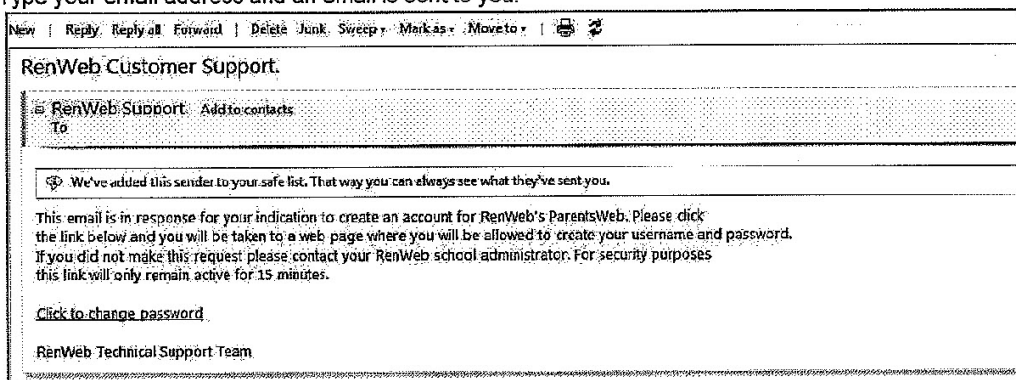 Type your email address and an email is sent to you.
New | Reply Reply all Forward | Delete Junk Sweep Mark as Move to |
RenWeb Customer Support.
RenWeb Support Add to contacts
To
We've added this sender to your safe list. That way you can always see what they've sent you.
This email is in response for your indication to create an account for RenWeb's ParentsWeb. Please click
the link below and you will be taken to a web page where you will be allowed to create your username and password.
If you did not make this request please contact your RenWeb school administrator. For security purposes
this link will only remain active for 15 minutes.
Click to change password
RenWeb Technical Support Team